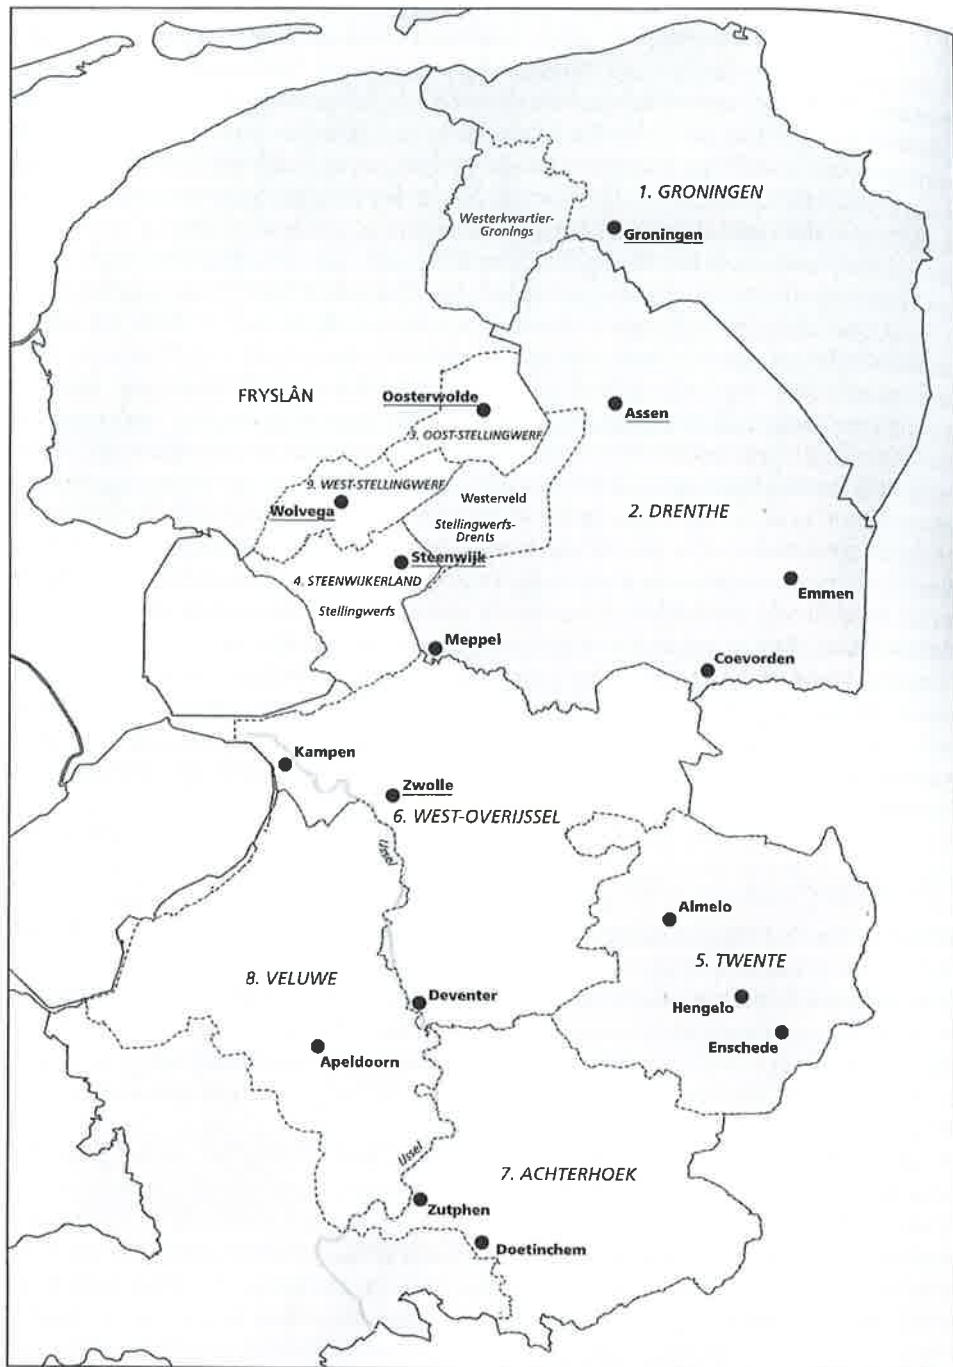 1. GRONINGEN
Westerkwartier-
Gronings
Groningen
FRYSLÂN
Oosterwolde
Assen
3. OOST-STELLINGWERF
9. WEST-STELLINGWERF
Westerveld
Wolvega
Stellingwerfs-
Drents
2. DRENTHE
Steenwijk
4. STEENWIJKERLAND
Emmen
Stellingwerfs
Meppel
Coevorden
Kampen
Zwolle
6. WEST-OVERIJSSEL
IJssel
Almelo
5. TWENTE
8. VELUWE
Deventer
Hengelo
Enschede
Apeldoorn
IJssel
7. ACHTERHOEK
Zutphen
Doetinchem